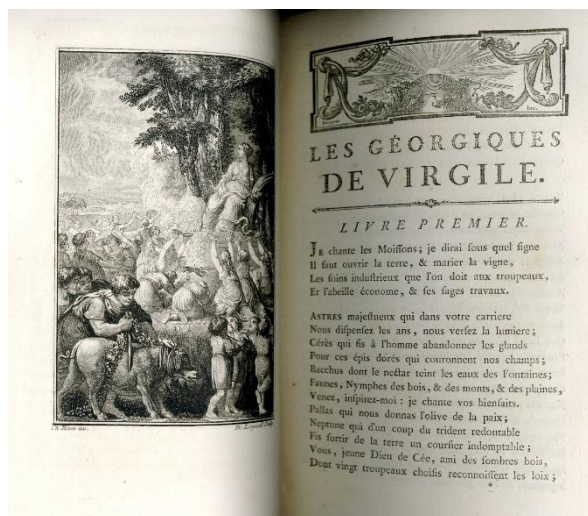 LES GÉORGIQUES
DE VIRGILE.
LIVRE PREMIER.
JE chante les Moiſſons; je dirai ſous quel ſigne
Il faut ouvrir la terre, & marier la vigne,
Les ſoins induſtrieux que l'on doit aux troupeaux,
Et l'abeille économe, & ſes ſages travaux.
ASTRES majeſtueux qui dans votre carriere
Nous diſpenſez les ans, nous verſez la lumiere;
Cérès qui fis à l'homme abandonner les glands
Pour ces épis dorés qui couronnent nos champs;
Bacchus dont le nectar teint les eaux des Fontaines;
Faunes, Nymphes des bois, & des monts, & des plaines,
Venez, inſpirez-moi: je chante vos bienfaits.
Pallas qui nous donnas l'olive de la paix;
Neptune qui d'un coup du trident redoutable
Fis ſortir de la terre un courſier indomptable;
Vous, jeune Dieu de Cée, ami des ſombres bois,
Dont vingt troupeaux choiſis reconnoiſſent les loix;